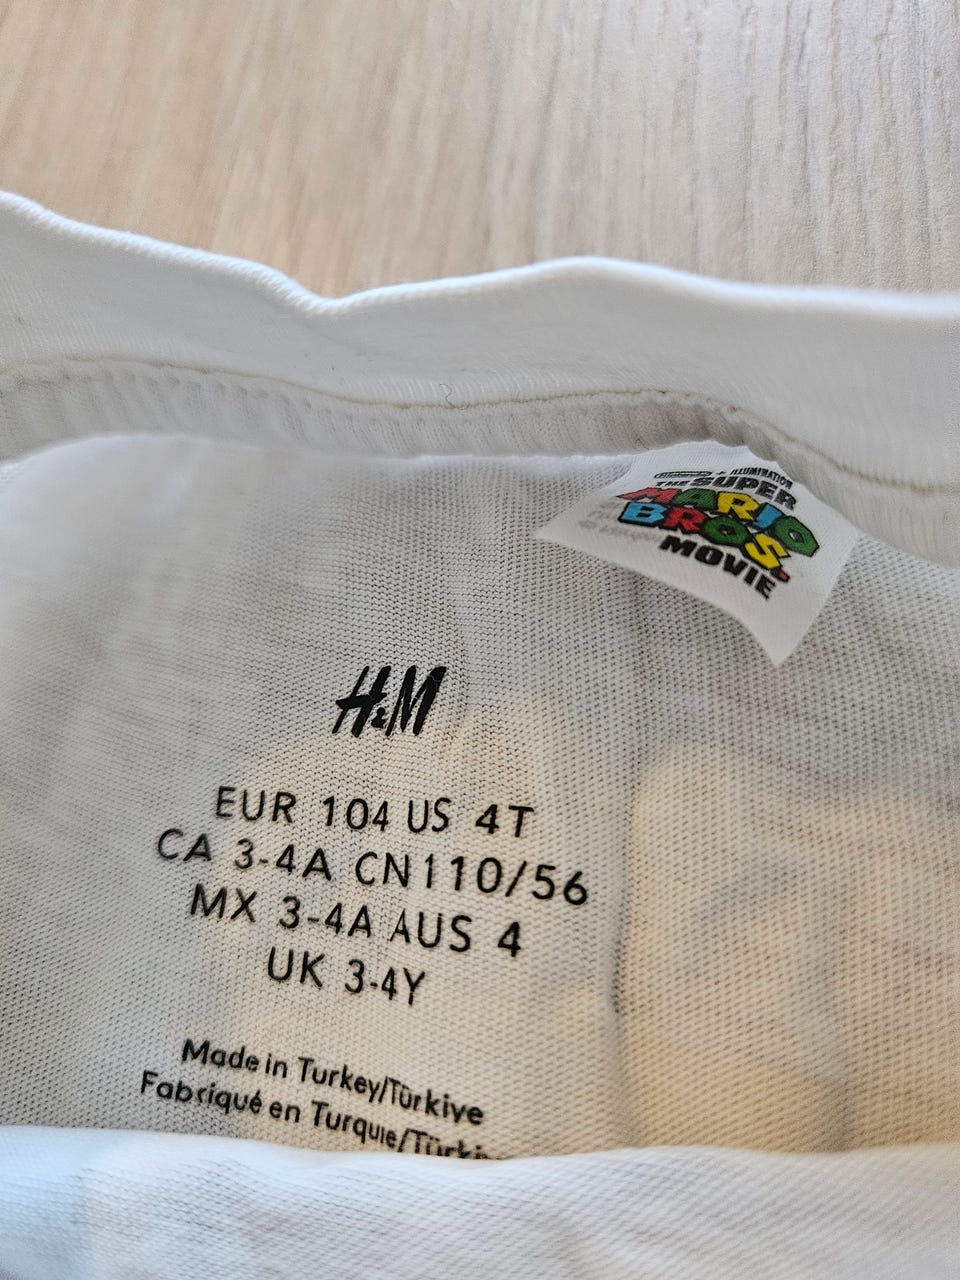 Nintendo + ILLUMINATION
THE SUPER
MARIO
BROS.
MOVIE
H&M
EUR 104 US 4T
CA 3-4A CN110/56
MX 3-4A AUS 4
UK 3-4Y
Made in Turkey/Türkiye
Fabriqué en Turquie/Türki